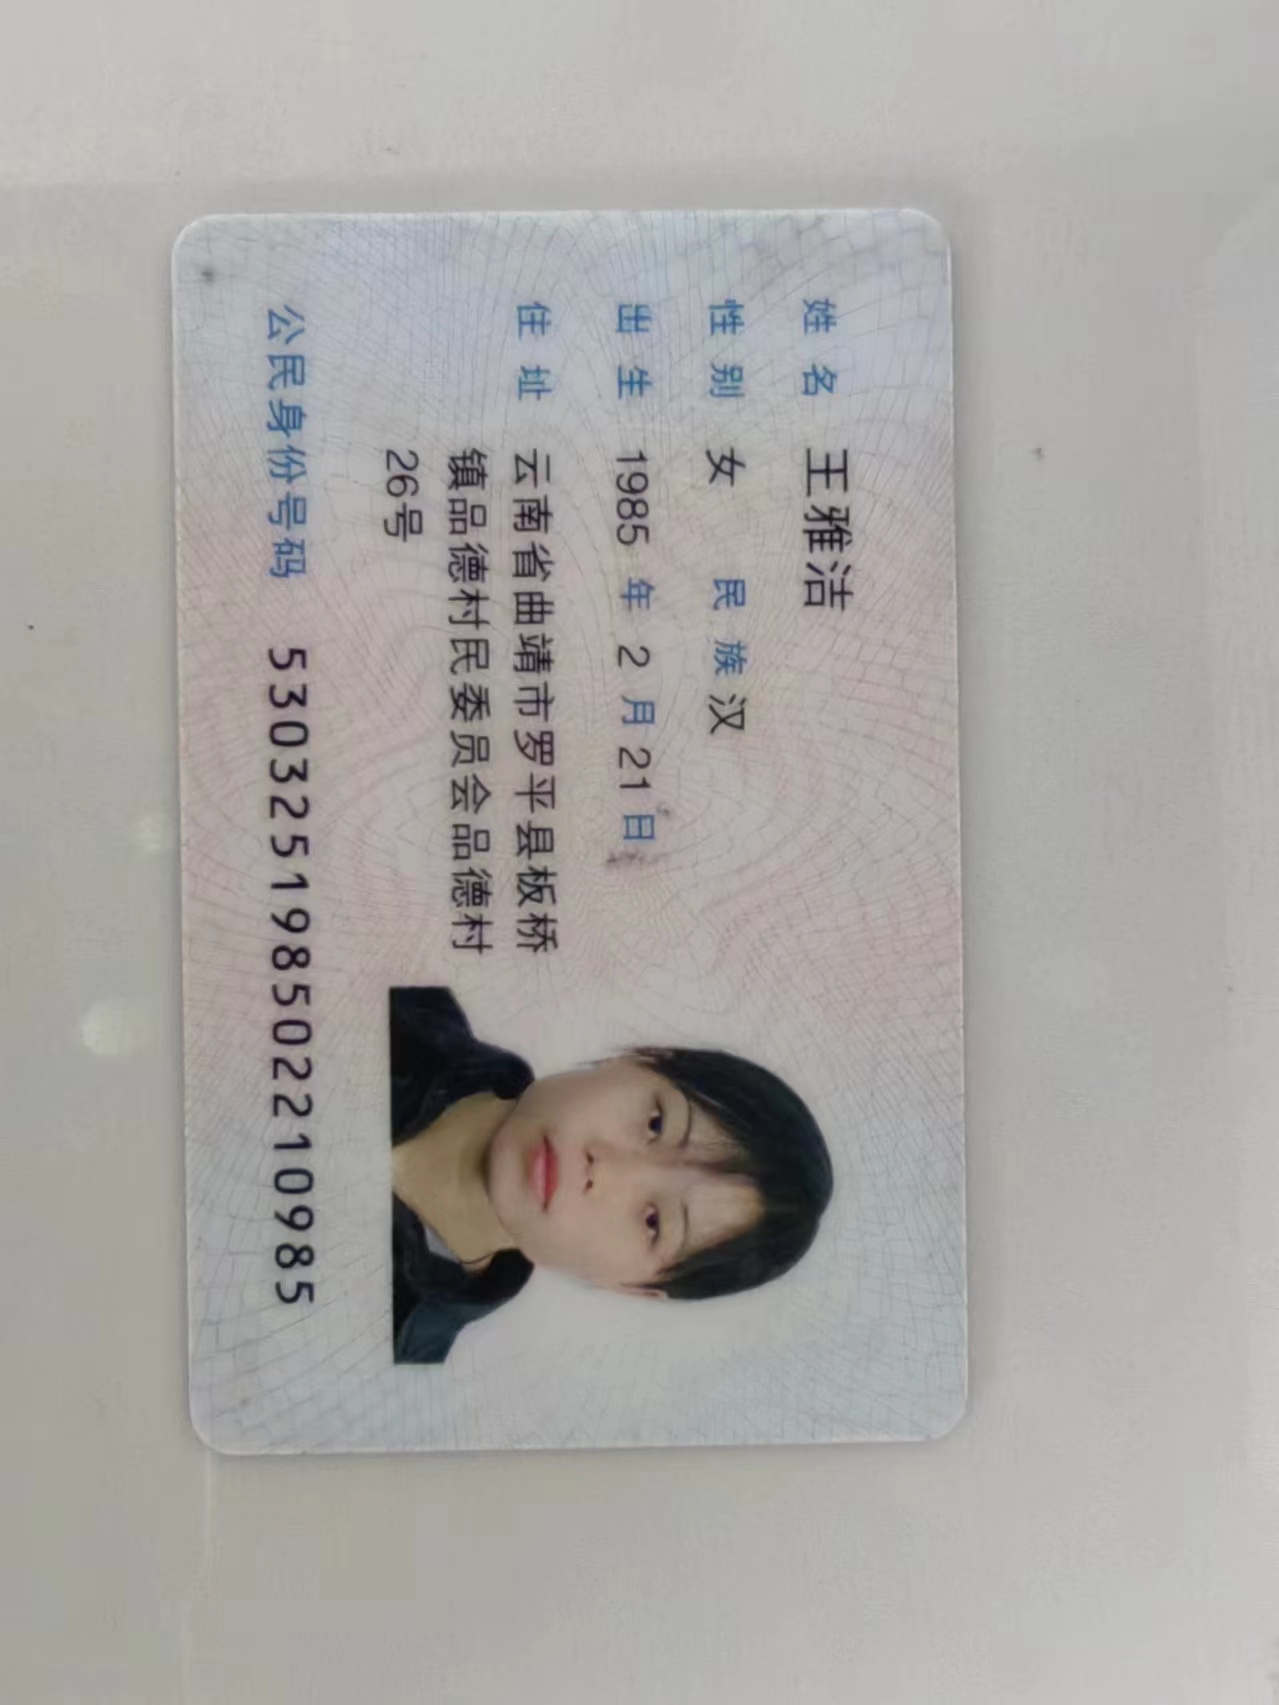 姓名 王雅洁
性别 女 民族 汉
出生 1985 年 2 月 21 日
住址 云南省曲靖市罗平县板桥
镇品德村民委员会品德村
26号
公民身份号码 530325198502210985